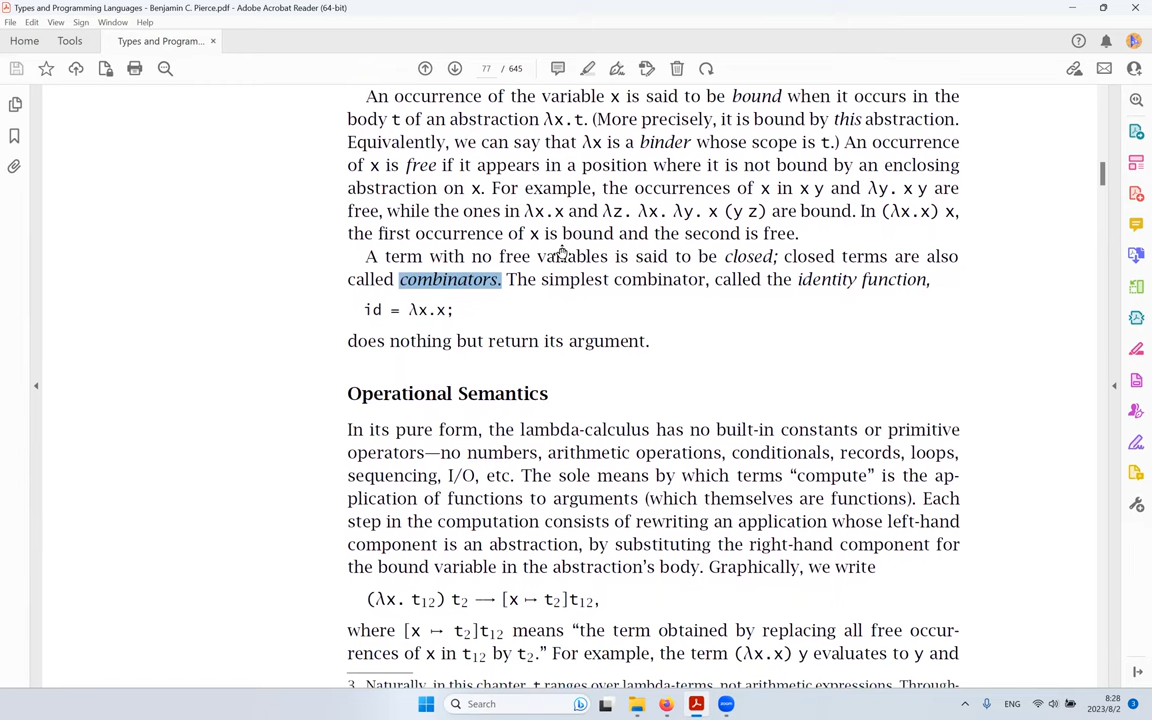 Types and Programming Languages - Benjamin C. Pierce.pdf - Adobe Acrobat Reader (64-bit)
File Edit View Sign Window Help
Home Tools Types and Program... ×
77 / 645
An occurrence of the variable x is said to be bound when it occurs in the
body t of an abstraction λx.t. (More precisely, it is bound by this abstraction.
Equivalently, we can say that λx is a binder whose scope is t.) An occurrence
of x is free if it appears in a position where it is not bound by an enclosing
abstraction on x. For example, the occurrences of x in x y and λy. x y are
free, while the ones in λx.x and λz. λx. λy. x (y z) are bound. In (λx.x) x,
the first occurrence of x is bound and the second is free.
A term with no free variables is said to be closed; closed terms are also
called combinators. The simplest combinator, called the identity function,
id = λx.x;
does nothing but return its argument.
Operational Semantics
In its pure form, the lambda-calculus has no built-in constants or primitive
operators—no numbers, arithmetic operations, conditionals, records, loops,
sequencing, I/O, etc. The sole means by which terms “compute” is the ap-
plication of functions to arguments (which themselves are functions). Each
step in the computation consists of rewriting an application whose left-hand
component is an abstraction, by substituting the right-hand component for
the bound variable in the abstraction’s body. Graphically, we write
(λx. t₁₂) t₂ ⟶ [x ↦ t₂]t₁₂,
where [x ↦ t₂]t₁₂ means “the term obtained by replacing all free occur-
rences of x in t₁₂ by t₂.” For example, the term (λx.x) y evaluates to y and
3. Naturally, in this chapter t ranges over lambda-terms, not arithmetic expressions. Through-
Search
ENG
8:28
2023/8/2
3